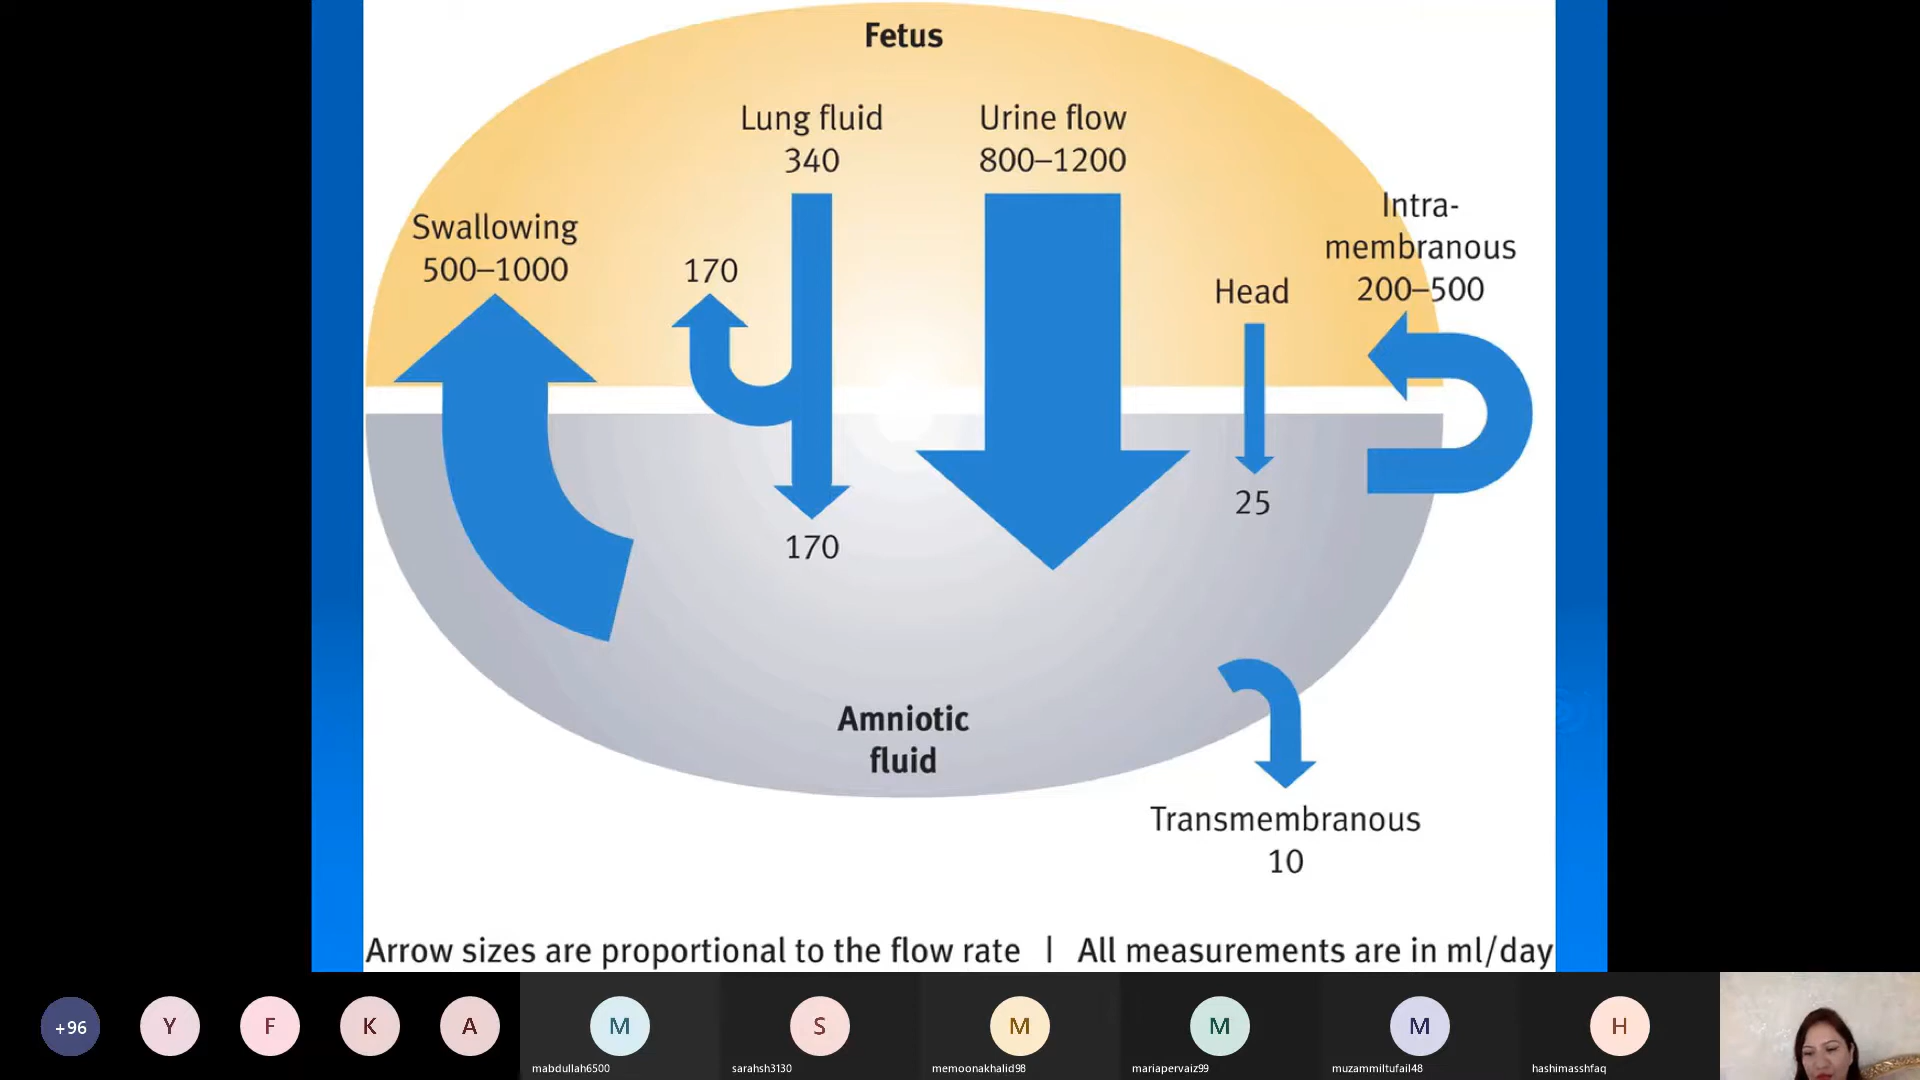 Fetus
Lung fluid
340
Urine flow
800–1200
Swallowing
500–1000
170
Head
Intra-
membranous
200–500
25
170
Amniotic
fluid
Transmembranous
10
Arrow sizes are proportional to the flow rate | All measurements are in ml/day
+96
Y
F
K
A
M
S
M
M
M
H
mabdullah6500
sarahsh3130
memoonakhalid98
mariapervaiz99
muzammiltufail48
hashimasshfaq